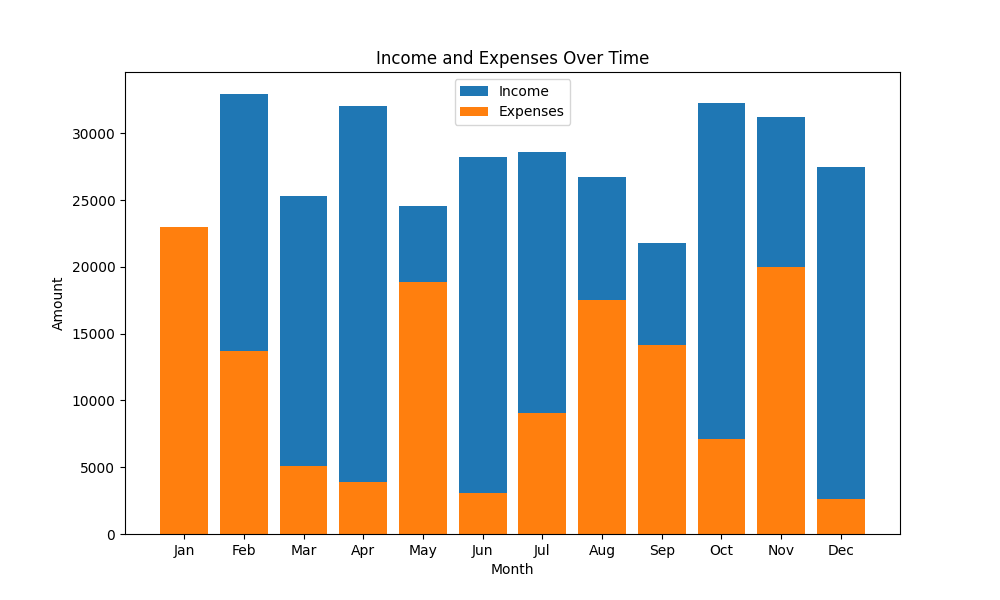 Income and Expenses Over Time
Income
Expenses
Amount
30000
25000
20000
15000
10000
5000
0
Jan Feb Mar Apr May Jun Jul Aug Sep Oct Nov Dec
Month